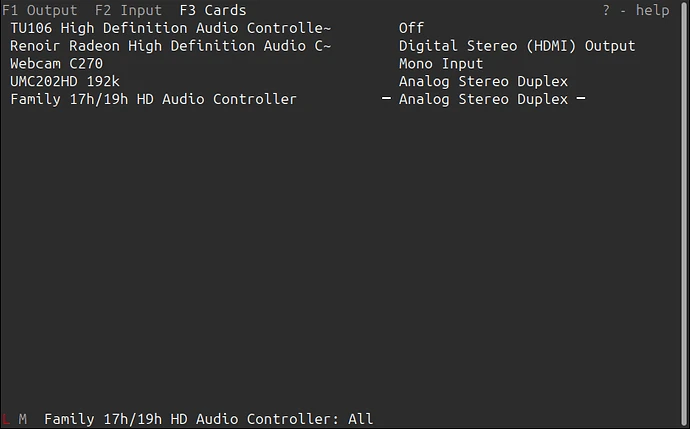 F1 Output F2 Input F3 Cards ? - help
TU106 High Definition Audio Controlle~ Off
Renoir Radeon High Definition Audio C~ Digital Stereo (HDMI) Output
Webcam C270 Mono Input
UMC202HD 192k Analog Stereo Duplex
Family 17h/19h HD Audio Controller – Analog Stereo Duplex –
L M Family 17h/19h HD Audio Controller: All